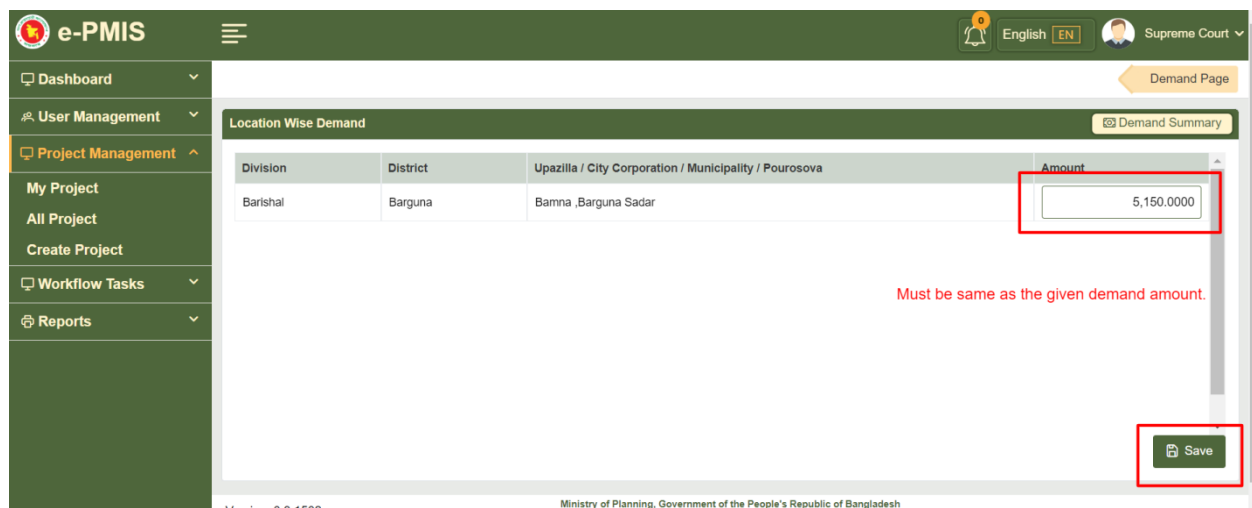 e-PMIS
0
English EN
Supreme Court
Dashboard
Demand Page
User Management
Location Wise Demand
Demand Summary
Project Management
Division District Upazilla / City Corporation / Municipality / Pourosova Amount
My Project
Barishal Barguna Bamna ,Barguna Sadar 5,150.0000
All Project
Create Project
Workflow Tasks
Must be same as the given demand amount.
Reports
Save
Ministry of Planning, Government of the People's Republic of Bangladesh